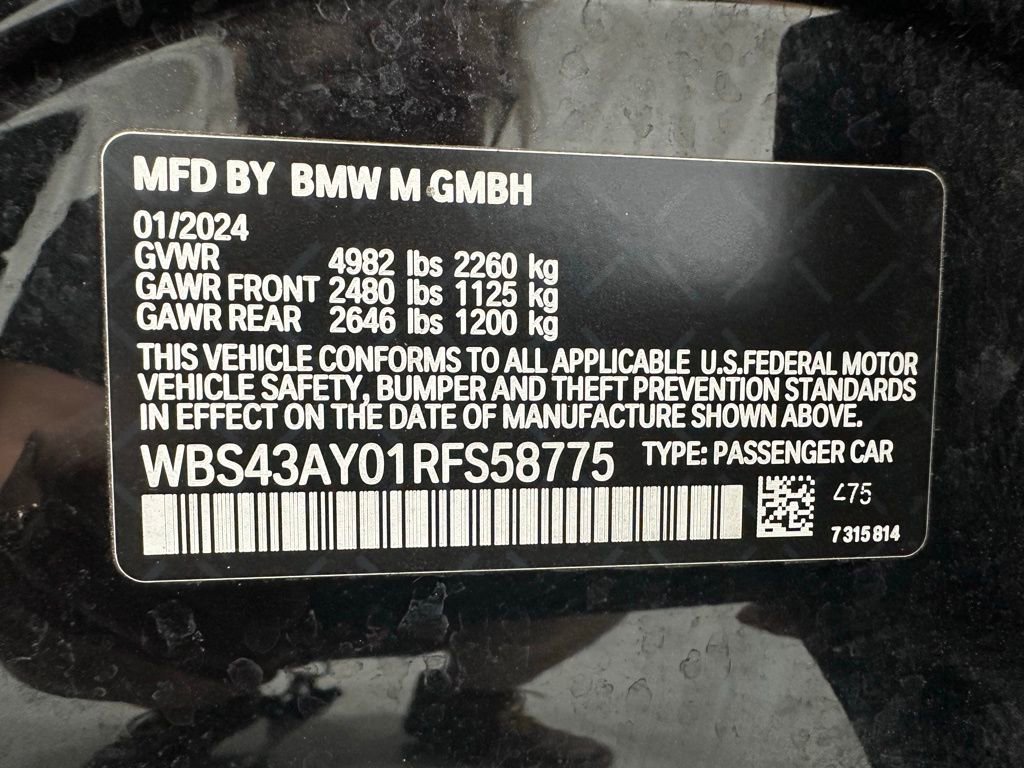 MFD BY BMW M GMBH
01/2024
GVWR 4982 lbs 2260 kg
GAWR FRONT 2480 lbs 1125 kg
GAWR REAR 2646 lbs 1200 kg
THIS VEHICLE CONFORMS TO ALL APPLICABLE U.S.FEDERAL MOTOR
VEHICLE SAFETY, BUMPER AND THEFT PREVENTION STANDARDS
IN EFFECT ON THE DATE OF MANUFACTURE SHOWN ABOVE.
WBS43AY01RFS58775 TYPE: PASSENGER CAR
475
7315814